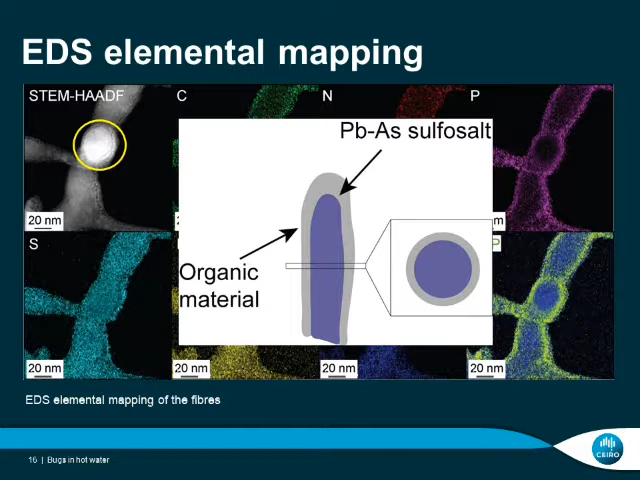 EDS elemental mapping
STEM-HAADF
C
N
P
20 nm
Pb-As sulfosalt
Organic
material
S
P
20 nm
20 nm
20 nm
20 nm
EDS elemental mapping of the fibres
16 | Bugs in hot water
CSIRO